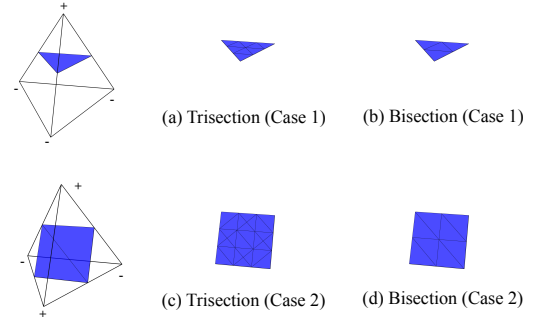 +
-
-
-
(a) Trisection (Case 1)
(b) Bisection (Case 1)
+
-
-
+
(c) Trisection (Case 2)
(d) Bisection (Case 2)